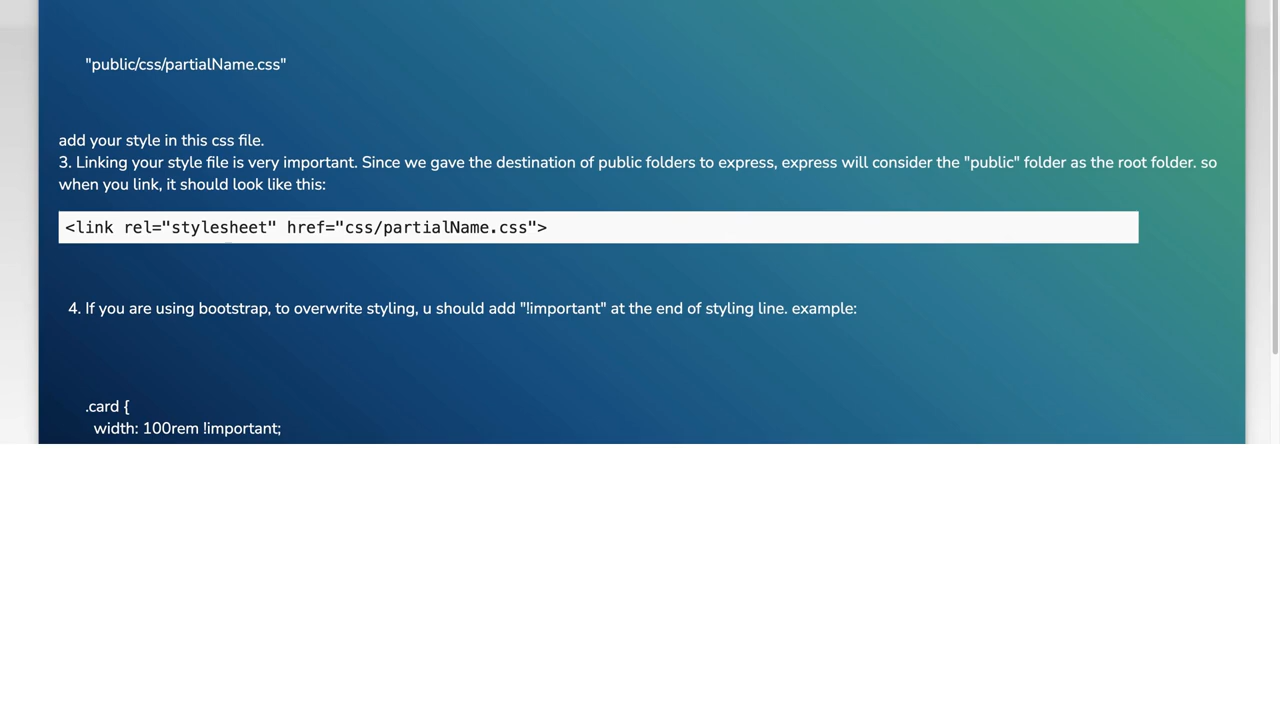 "public/css/partialName.css"
add your style in this css file.
3. Linking your style file is very important. Since we gave the destination of public folders to express, express will consider the "public" folder as the root folder. so
when you link, it should look like this:
<link rel="stylesheet" href="css/partialName.css">
4. If you are using bootstrap, to overwrite styling, u should add "!important" at the end of styling line. example:
.card {
width: 100rem !important;